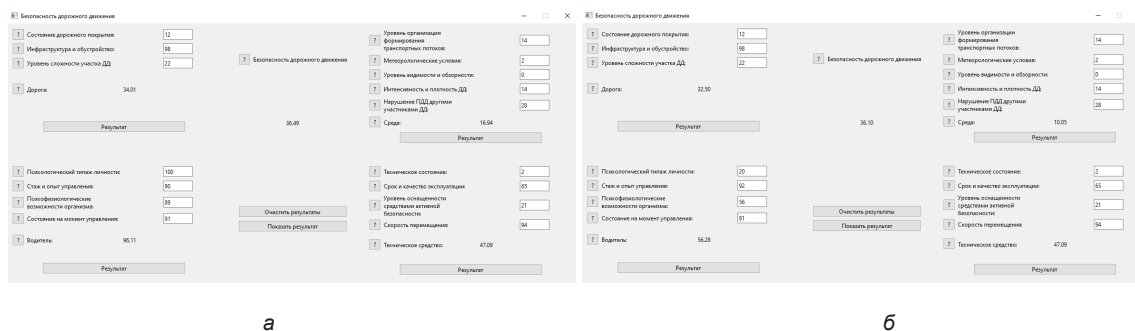 Безопасность дорожного движения
? Состояние дорожного покрытия: 12
? Инфраструктура и обустройство: 98
? Уровень сложности участка ДД: 22
? Дорога: 34.01
Результат
? Безопасность дорожного движения
36.49
? Уровень организации
формирования
транспортных потоков: 14
? Метеорологические условия: 2
? Уровень видимости и обзорности:
? Интенсивность и плотность ДД: 14
? Нарушение ПДД другими
участниками ДД: 28
? Среда: 16.94
Результат
? Психологический типаж личности: 100
? Стаж и опыт управления: 90
? Психофизиологические
возможности организма: 89
? Состояние на момент управления: 91
? Водитель: 96.11
Результат
Очистить результаты
Показать результат
? Техническое состояние: 2
? Срок и качество эксплуатации: 65
? Уровень оснащенности
средствами активной
безопасности: 21
? Скорость перемещения: 94
? Техническое средство: 47.09
Результат
а
Безопасность дорожного движения
? Состояние дорожного покрытия: 12
? Инфраструктура и обустройство: 98
? Уровень сложности участка ДД: 22
? Дорога: 32.50
Результат
? Безопасность дорожного движения
36.10
? Уровень организации
формирования
транспортных потоков: 14
? Метеорологические условия: 2
? Уровень видимости и обзорности: 0
? Интенсивность и плотность ДД: 14
? Нарушение ПДД другими
участниками ДД: 28
? Среда: 10.05
Результат
? Психологический типаж личности: 20
? Стаж и опыт управления: 92
? Психофизиологические
возможности организма: 56
? Состояние на момент управления: 81
? Водитель: 56.28
Результат
Очистить результаты
Показать результат
? Техническое состояние: 2
? Срок и качество эксплуатации: 65
? Уровень оснащенности
средствами активной
безопасности: 21
? Скорость перемещения: 94
? Техническое средство: 47.09
Результат
б